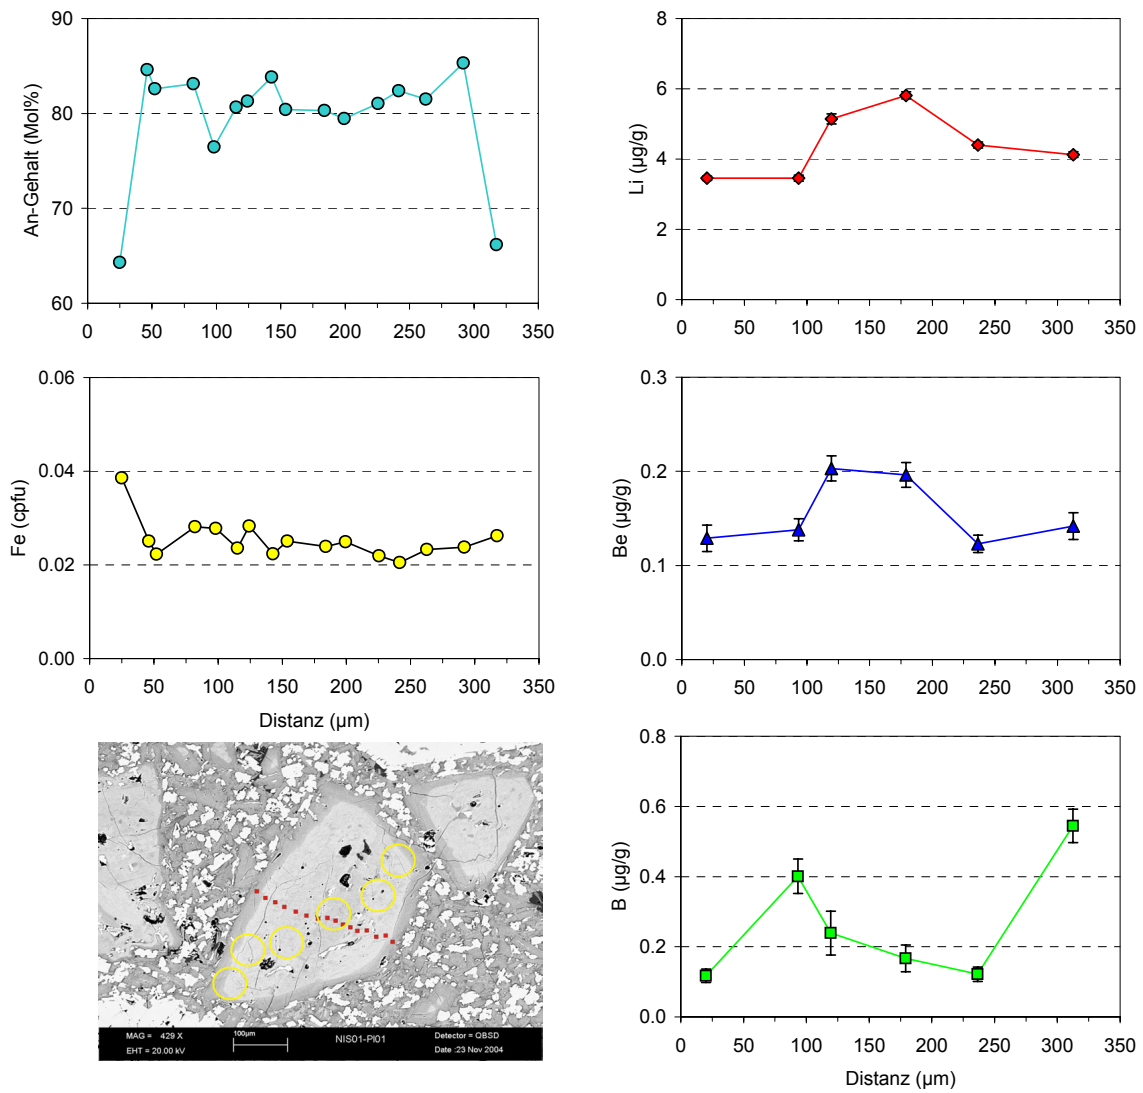 90
80
70
60
An-Gehalt (Mol%)
0 50 100 150 200 250 300 350
8
6
4
2
0
Li (µg/g)
0 50 100 150 200 250 300 350
0.06
0.04
0.02
0.00
Fe (cpfu)
0 50 100 150 200 250 300 350
Distanz (µm)
0.3
0.2
0.1
0.0
Be (µg/g)
0 50 100 150 200 250 300 350
MAG = 429 X
EHT = 20.00 kV
100µm
NIS01-Pl01
Detector = QBSD
Date :23 Nov 2004
0.8
0.6
0.4
0.2
0.0
B (µg/g)
0 50 100 150 200 250 300 350
Distanz (µm)